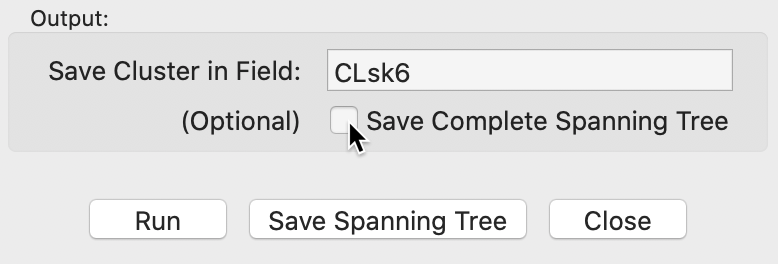 Output:
Save Cluster in Field: CLsk6
(Optional) Save Complete Spanning Tree
Run Save Spanning Tree Close